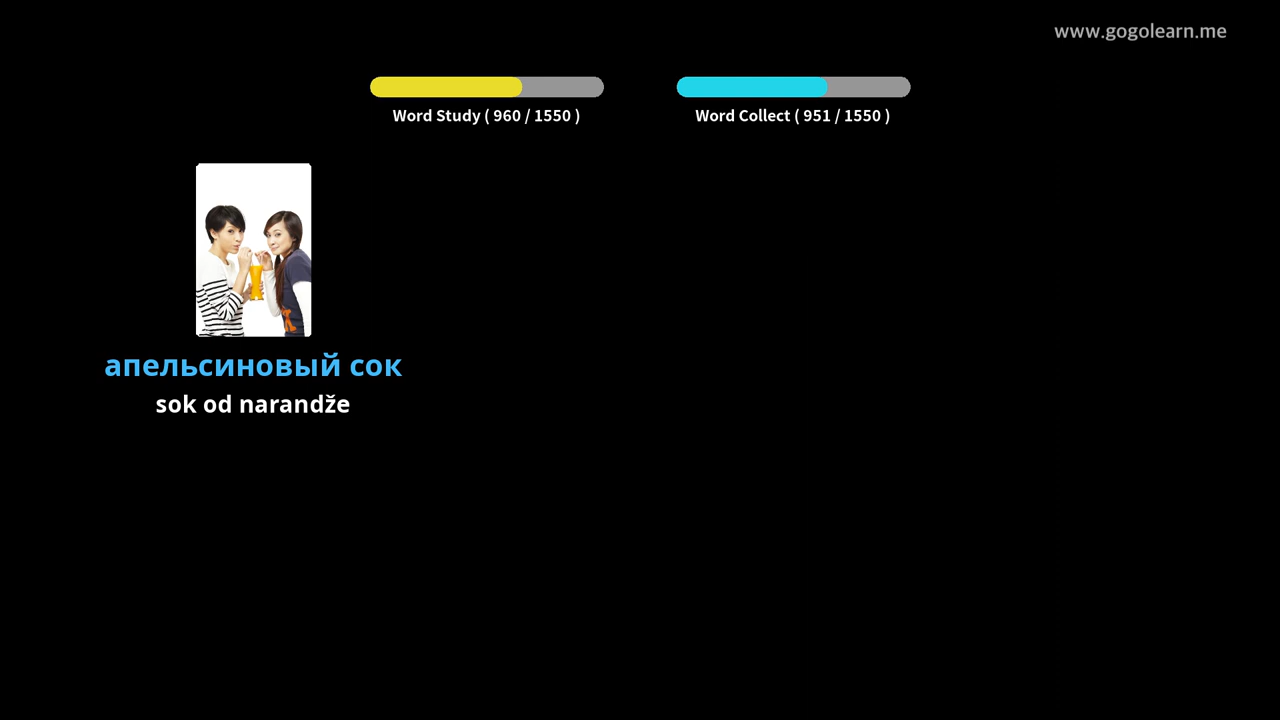 www.gogolearn.me
Word Study ( 960 / 1550 )
Word Collect ( 951 / 1550 )
апельсиновый сок
sok od narandže